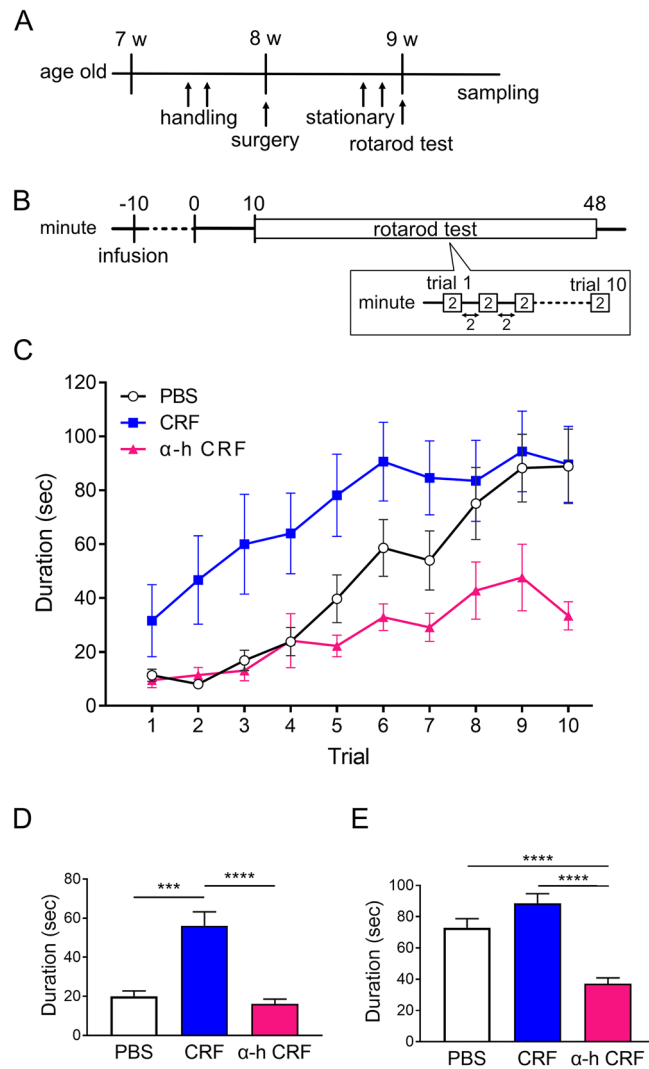 A
7 w 8 w 9 w
age old
sampling
handling stationary
surgery rotarod test
B
-10 0 10 48
minute rotarod test
infusion
trial 1 trial 10
minute 2 2 2 2
2 2
C
120
100
80
60
40
20
0
Duration (sec)
PBS
CRF
α-h CRF
1 2 3 4 5 6 7 8 9 10
Trial
D
80
60
40
20
0
Duration (sec)
*** ****
PBS CRF α-h CRF
E
100
80
60
40
20
0
Duration (sec)
****
****
PBS CRF α-h CRF